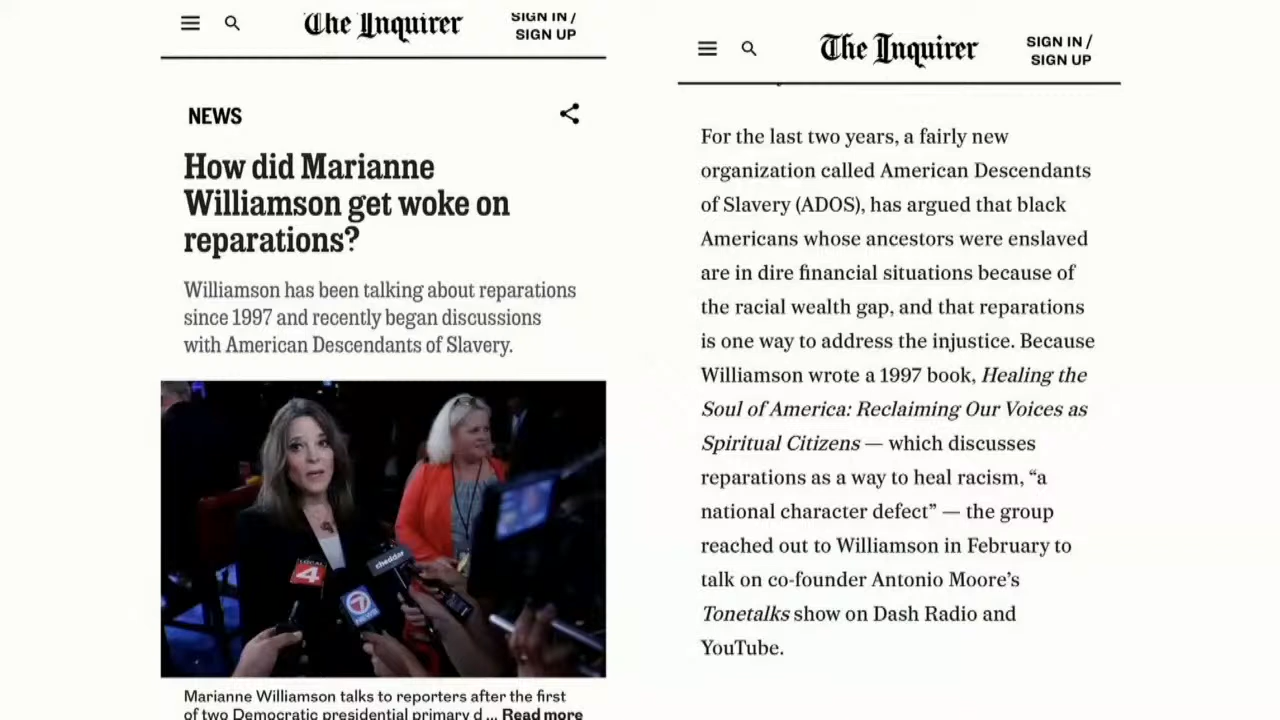 The Inquirer
SIGN IN /
SIGN UP
NEWS
How did Marianne
Williamson get woke on
reparations?
Williamson has been talking about reparations
since 1997 and recently began discussions
with American Descendants of Slavery.
LOCAL
4
7
NEWS
cheddar
Marianne Williamson talks to reporters after the first
of two Democratic presidential primary d ... Read more
The Inquirer
SIGN IN /
SIGN UP
For the last two years, a fairly new
organization called American Descendants
of Slavery (ADOS), has argued that black
Americans whose ancestors were enslaved
are in dire financial situations because of
the racial wealth gap, and that reparations
is one way to address the injustice. Because
Williamson wrote a 1997 book, Healing the
Soul of America: Reclaiming Our Voices as
Spiritual Citizens — which discusses
reparations as a way to heal racism, “a
national character defect” — the group
reached out to Williamson in February to
talk on co-founder Antonio Moore’s
Tonetalks show on Dash Radio and
YouTube.